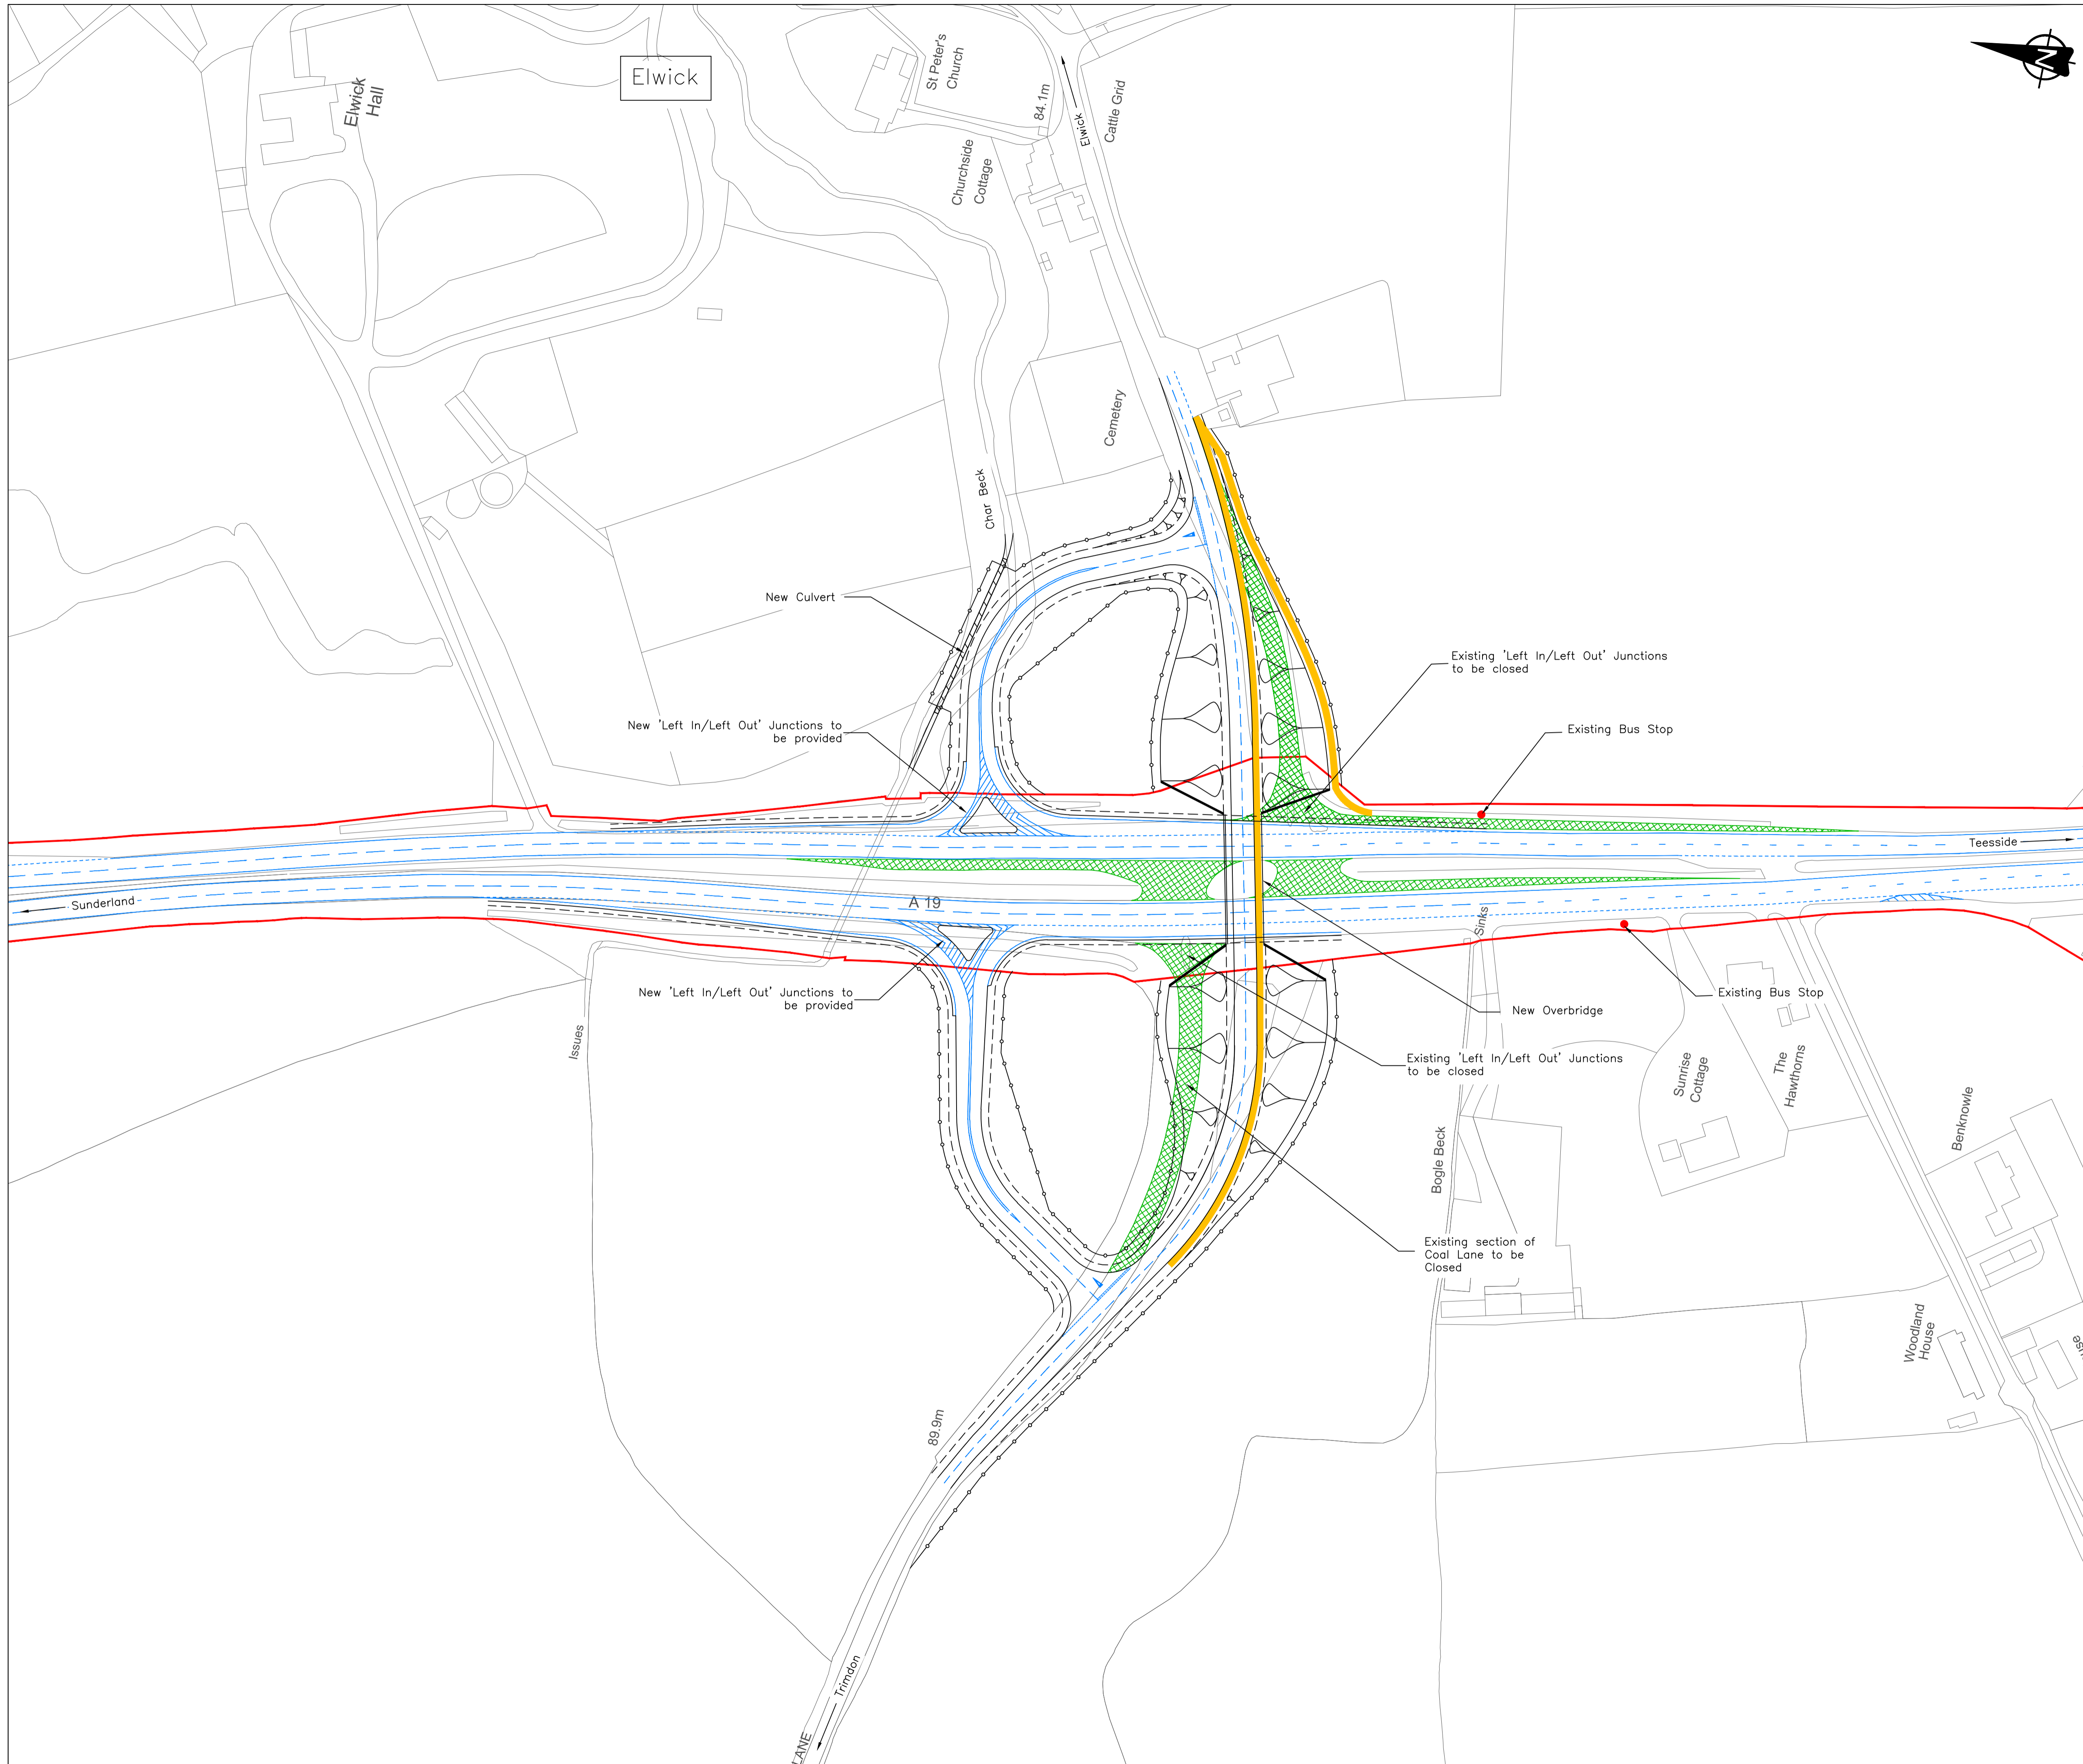 Elwick
Elwick
Hall
St Peter's
Church
84.1m
Elwick
Cattle Grid
N
Churchside
Cottage
Cemetery
Char Beck
New Culvert
Existing 'Left In/Left Out' Junctions
to be closed
New 'Left In/Left Out' Junctions to
be provided
Existing Bus Stop
Teesside
Sunderland
A 19
Sinks
New 'Left In/Left Out' Junctions to
be provided
Existing Bus Stop
New Overbridge
Issues
Existing 'Left In/Left Out' Junctions
to be closed
Sunrise
Cottage
The
Hawthorns
Benknowle
Bogle Beck
Existing section of
Coal Lane to be
Closed
Woodland
House
89.9m
Trimdon
LANE